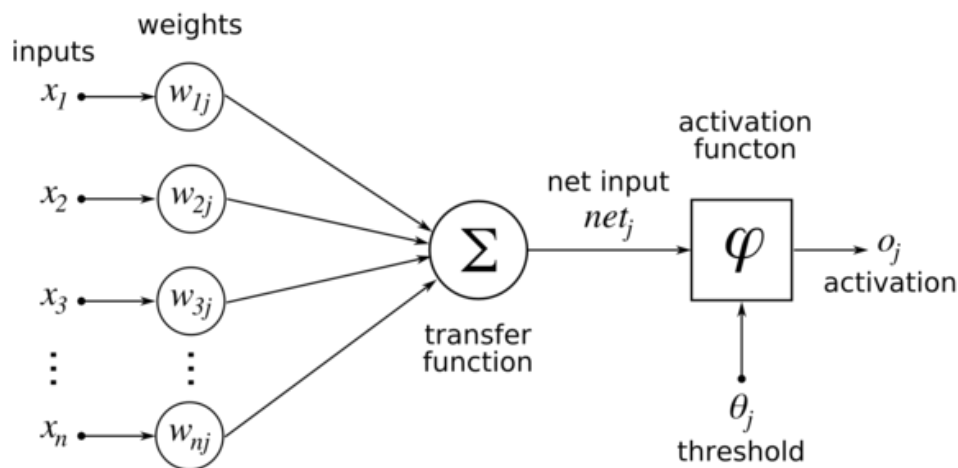 weights
inputs
x1 w1j
x2 w2j
x3 w3j
⋮ ⋮
xn wnj
Σ
transfer
function
net input
netj
activation
functon
φ
oj
activation
θj
threshold